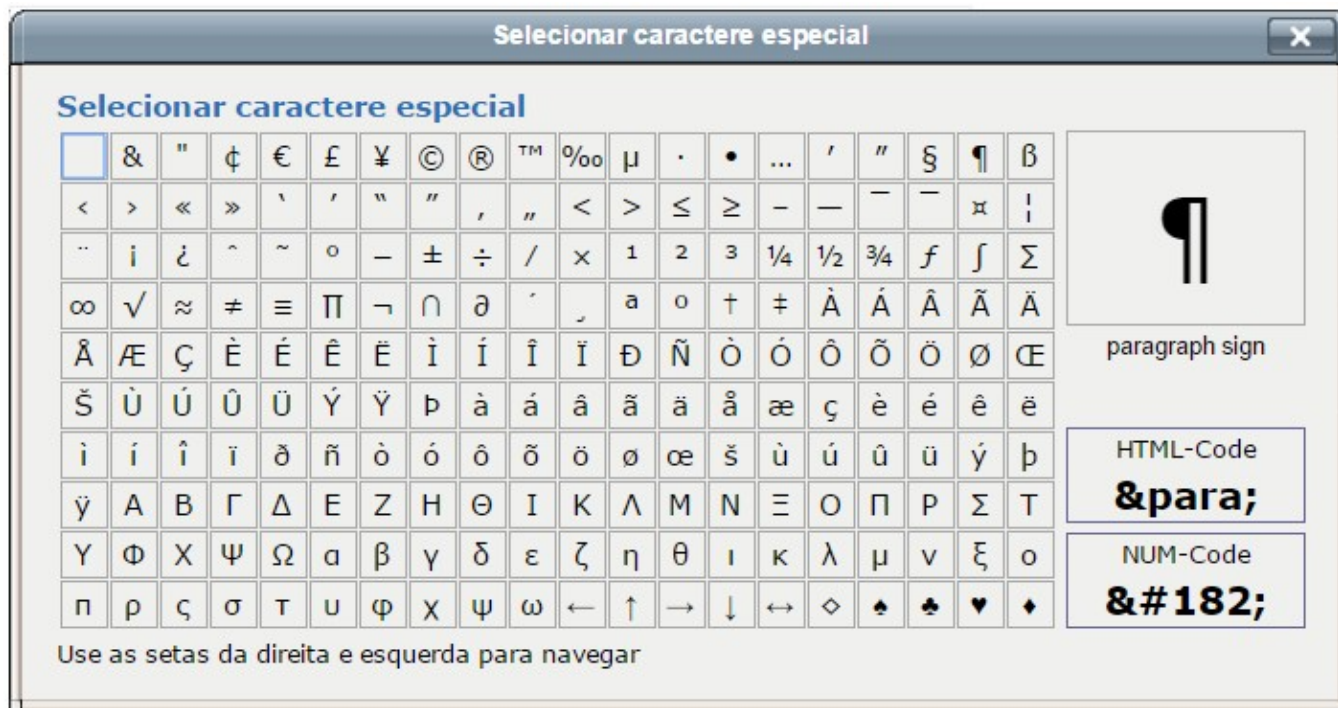 Selecionar caractere especial
Selecionar caractere especial
& " ¢ € £ ¥ © ® ™ ‰ µ · • … ′ ″ § ¶ ß
‹ › « » ‘ ’ “ ” ‚ „ < > ≤ ≥ – — ¯ ‾ ¤ ¦
¨ ¡ ¿ ˆ ˜ ° − ± ÷ ⁄ × ¹ ² ³ ¼ ½ ¾ ƒ ∫ ∑
∞ √ ≈ ≠ ≡ ∏ ¬ ∩ ∂ ´ ¸ ª º † ‡ À Á Â Ã Ä
Å Æ Ç È É Ê Ë Ì Í Î Ï Ð Ñ Ò Ó Ô Õ Ö Ø Œ
Š Ù Ú Û Ü Ý Ÿ Þ à á â ã ä å æ ç è é ê ë
ì í î ï ð ñ ò ó ô õ ö ø œ š ù ú û ü ý þ
ÿ Α Β Γ Δ Ε Ζ Η Θ Ι Κ Λ Μ Ν Ξ Ο Π Ρ Σ Τ
Υ Φ Χ Ψ Ω α β γ δ ε ζ η θ ι κ λ μ ν ξ ο
π ρ ς σ τ υ φ χ ψ ω ← ↑ → ↓ ↔ ◊ ♠ ♣ ♥ ♦
Use as setas da direita e esquerda para navegar
¶
paragraph sign
HTML-Code
&para;
NUM-Code
&#182;